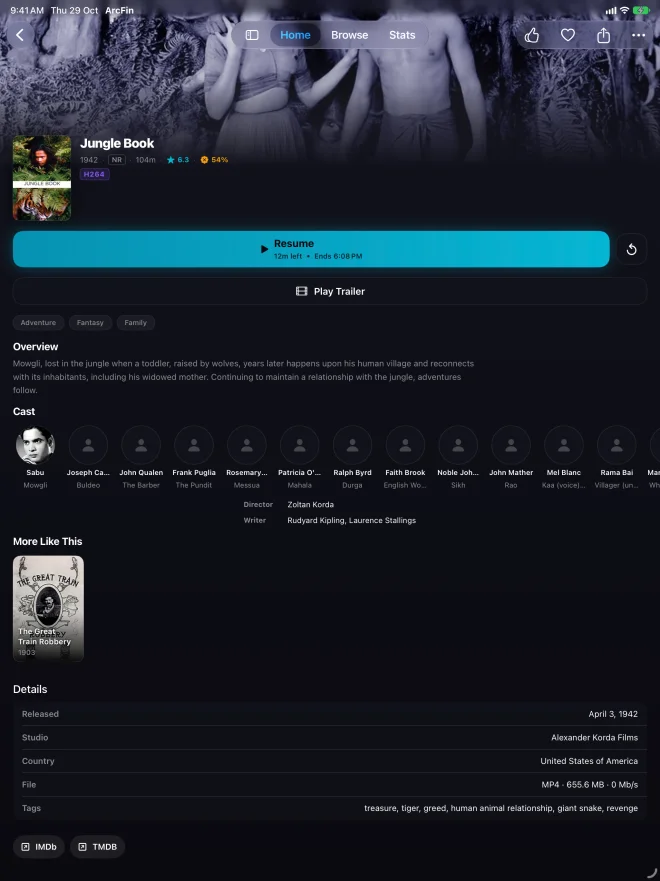 9:41 AM Thu 29 Oct ArcFin
Home Browse Stats
Jungle Book
1942 · NR · 104m · 6.3 54%
H264
JUNGLE BOOK
Resume
12m left • Ends 6:08 PM
Play Trailer
Adventure Fantasy Family
Overview
Mowgli, lost in the jungle when a toddler, raised by wolves, years later happens upon his human village and reconnects
with its inhabitants, including his widowed mother. Continuing to maintain a relationship with the jungle, adventures
follow.
Cast
Sabu Joseph Ca... John Qualen Frank Puglia Rosemary... Patricia O'... Ralph Byrd Faith Brook Noble Joh... John Mather Mel Blanc Rama Bai Mar
Mowgli Buldeo The Barber The Pundit Messua Mahala Durga English Wo... Sikh Rao Kaa (voice)... Villager (un... Wh
Director Zoltan Korda
Writer Rudyard Kipling, Laurence Stallings
More Like This
THE GREAT TRAIN
ROBBERY
The Great
Train Robbery
1903
Details
Released April 3, 1942
Studio Alexander Korda Films
Country United States of America
File MP4 · 655.6 MB · 0 Mb/s
Tags treasure, tiger, greed, human animal relationship, giant snake, revenge
IMDb TMDB